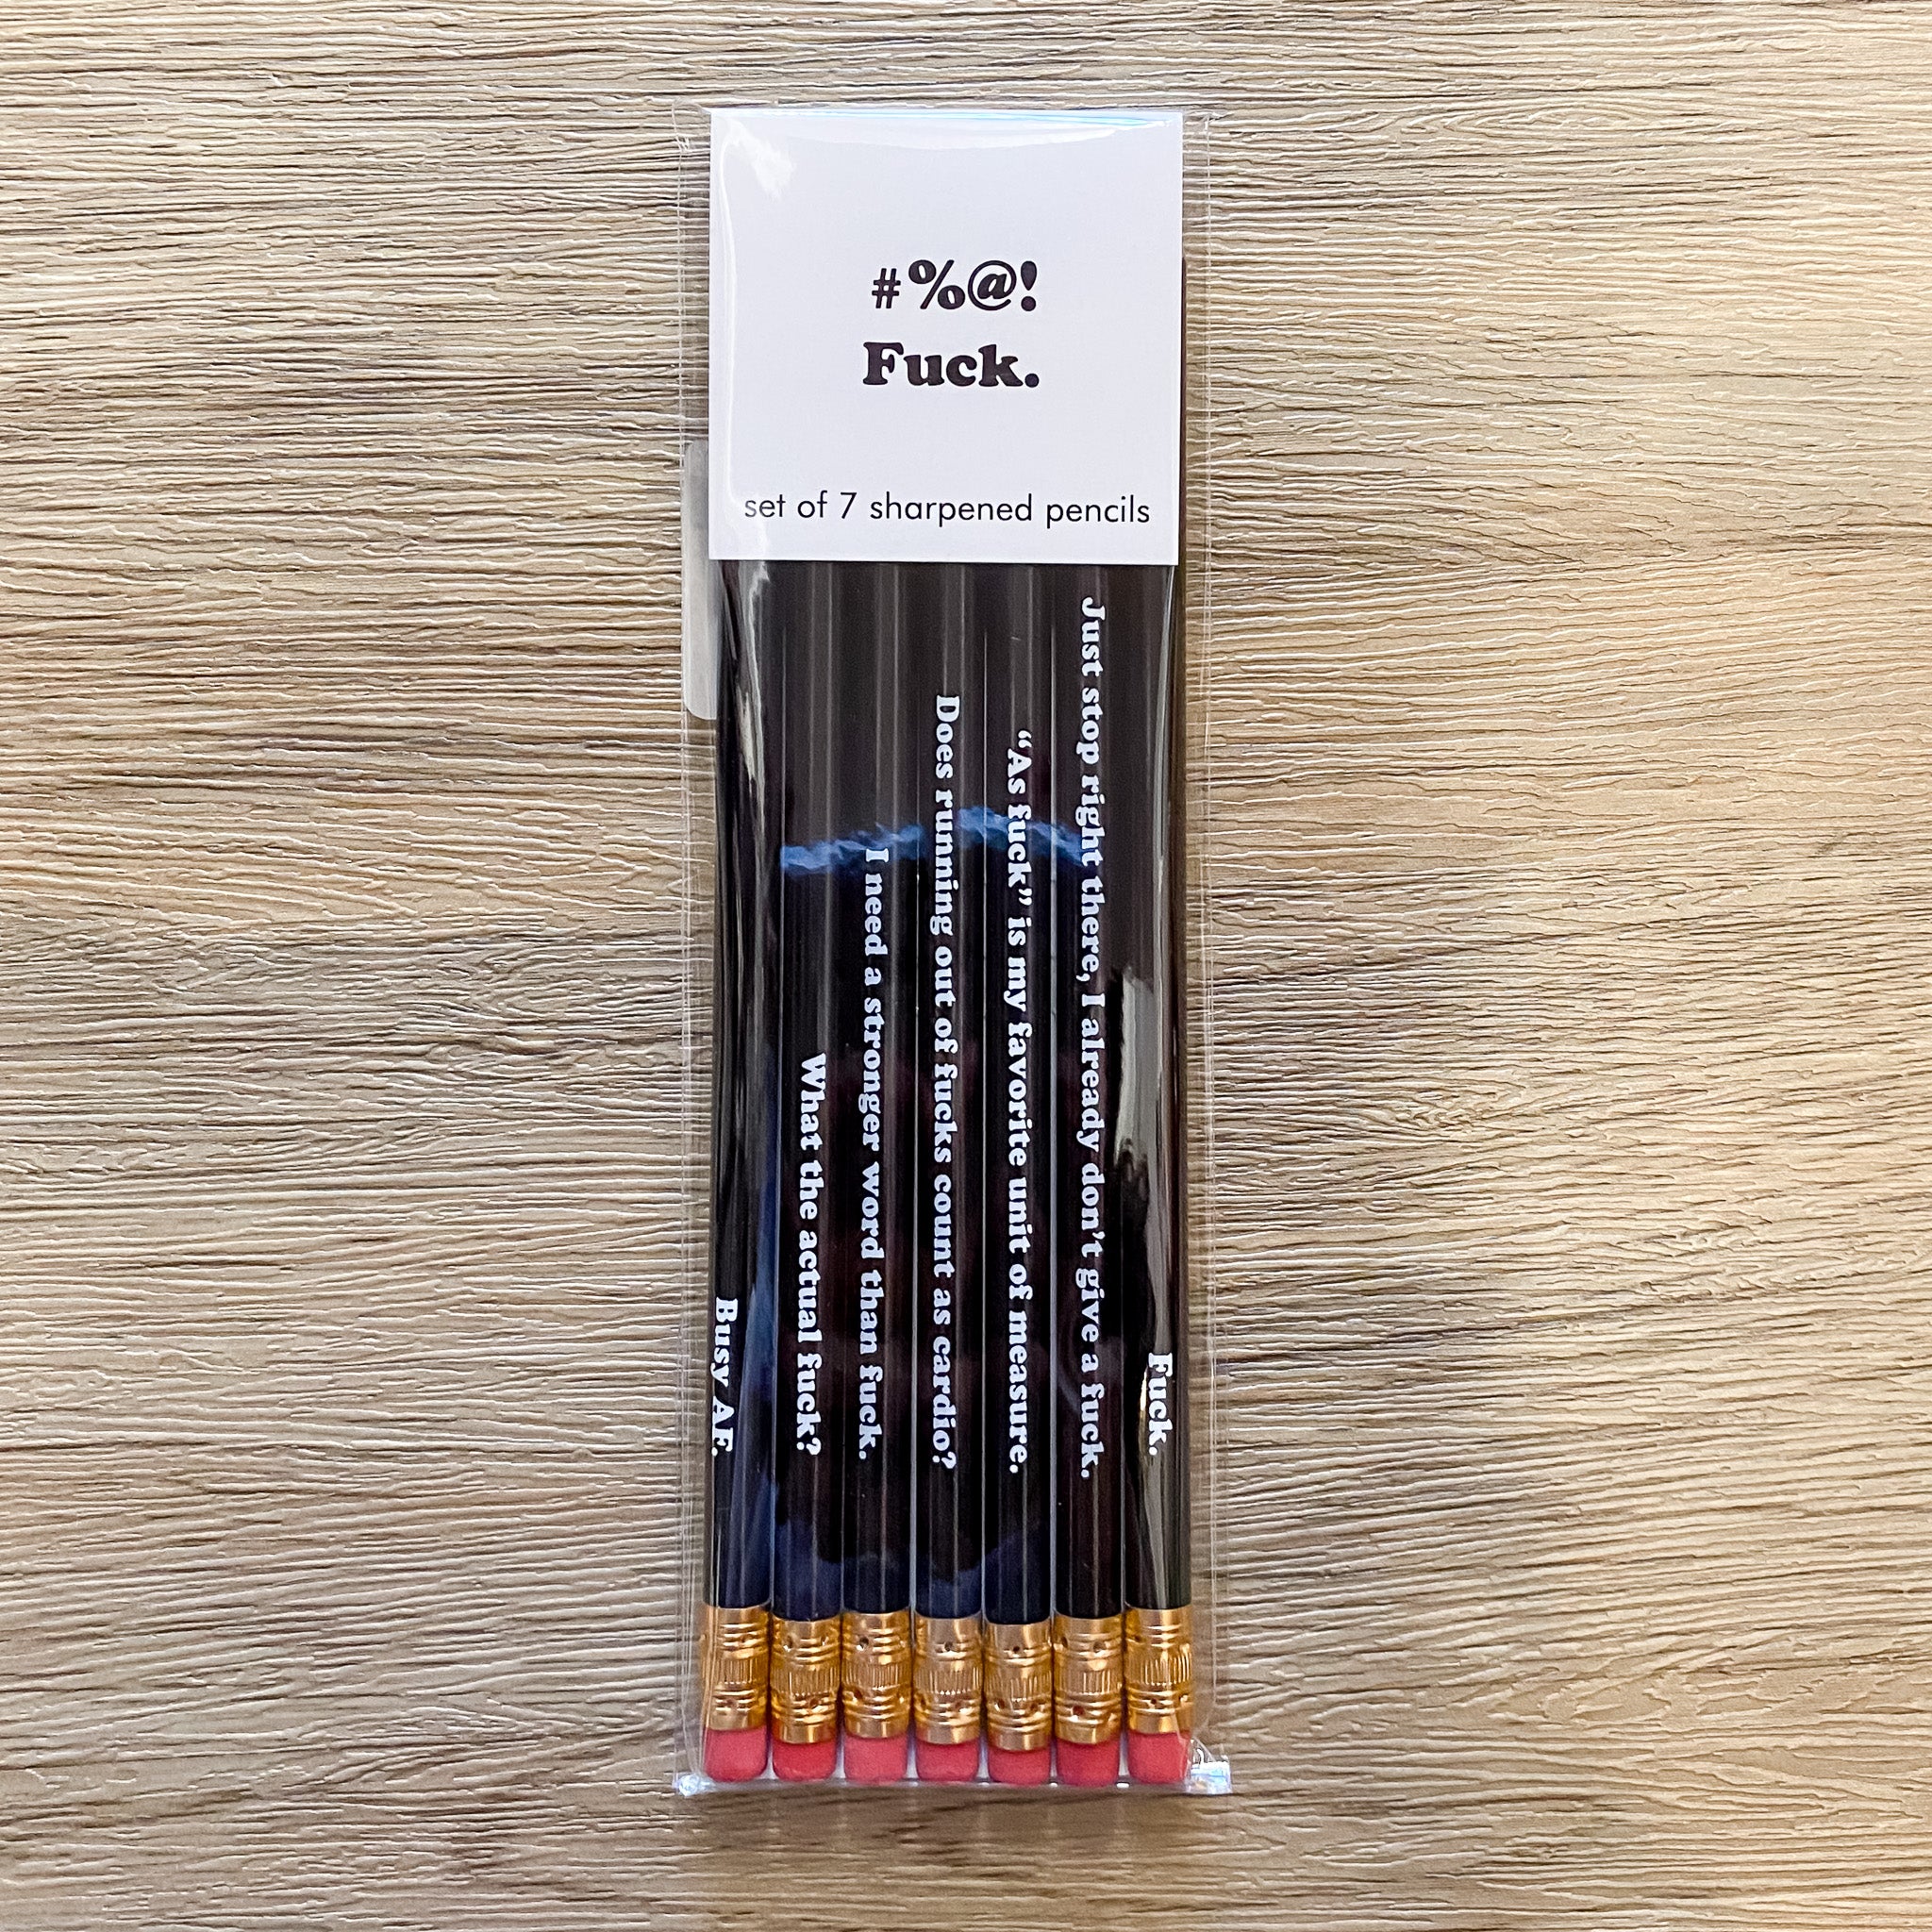 #%@!
Fuck.
set of 7 sharpened pencils
Busy AF.
What the actual fuck?
I need a stronger word than fuck.
Does running out of fucks count as cardio?
“As fuck” is my favorite unit of measure.
Just stop right there, I already don’t give a fuck.
Fuck.